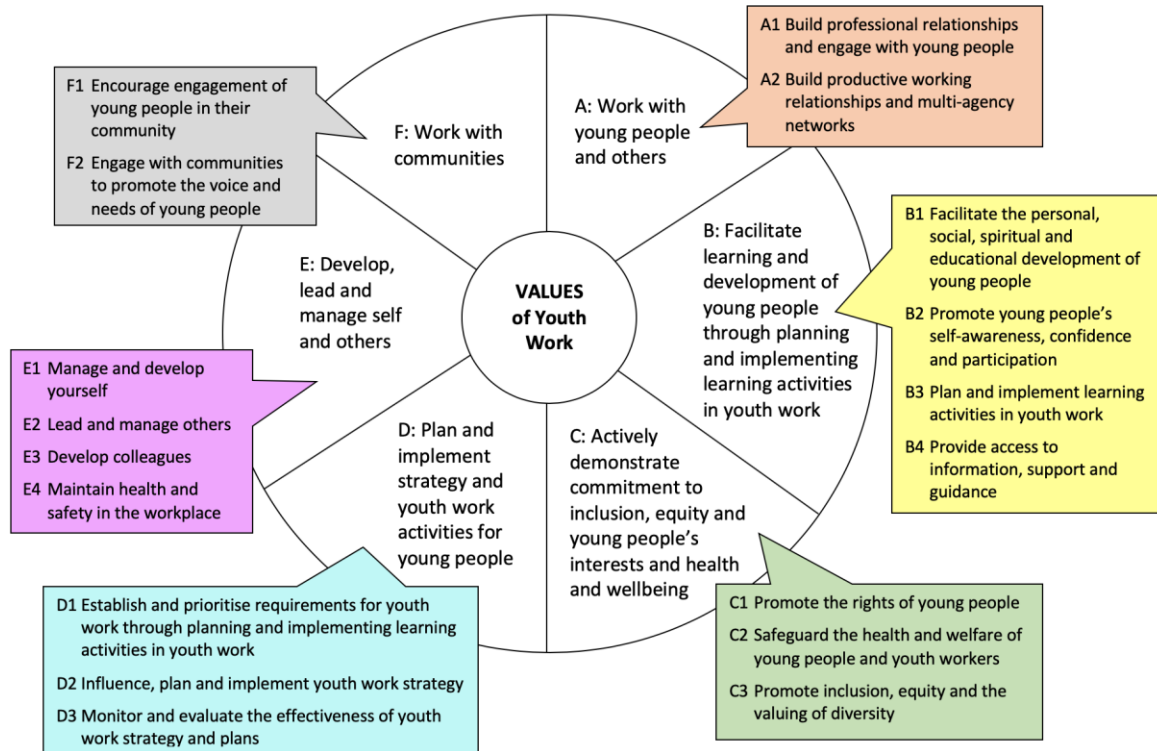 VALUES
of Youth
Work
A: Work with
young people
and others
A1 Build professional relationships
and engage with young people
A2 Build productive working
relationships and multi-agency
networks
B: Facilitate
learning and
development of
young people
through planning
and implementing
learning activities
in youth work
B1 Facilitate the personal,
social, spiritual and
educational development of
young people
B2 Promote young people’s
self-awareness, confidence
and participation
B3 Plan and implement learning
activities in youth work
B4 Provide access to
information, support and
guidance
C: Actively
demonstrate
commitment to
inclusion, equity and
young people’s
interests and health
and wellbeing
C1 Promote the rights of young people
C2 Safeguard the health and welfare of
young people and youth workers
C3 Promote inclusion, equity and the
valuing of diversity
D: Plan and
implement
strategy and
youth work
activities for
young people
D1 Establish and prioritise requirements for youth
work through planning and implementing learning
activities in youth work
D2 Influence, plan and implement youth work strategy
D3 Monitor and evaluate the effectiveness of youth
work strategy and plans
E: Develop,
lead and
manage self
and others
E1 Manage and develop
yourself
E2 Lead and manage others
E3 Develop colleagues
E4 Maintain health and
safety in the workplace
F: Work with
communities
F1 Encourage engagement of
young people in their
community
F2 Engage with communities
to promote the voice and
needs of young people